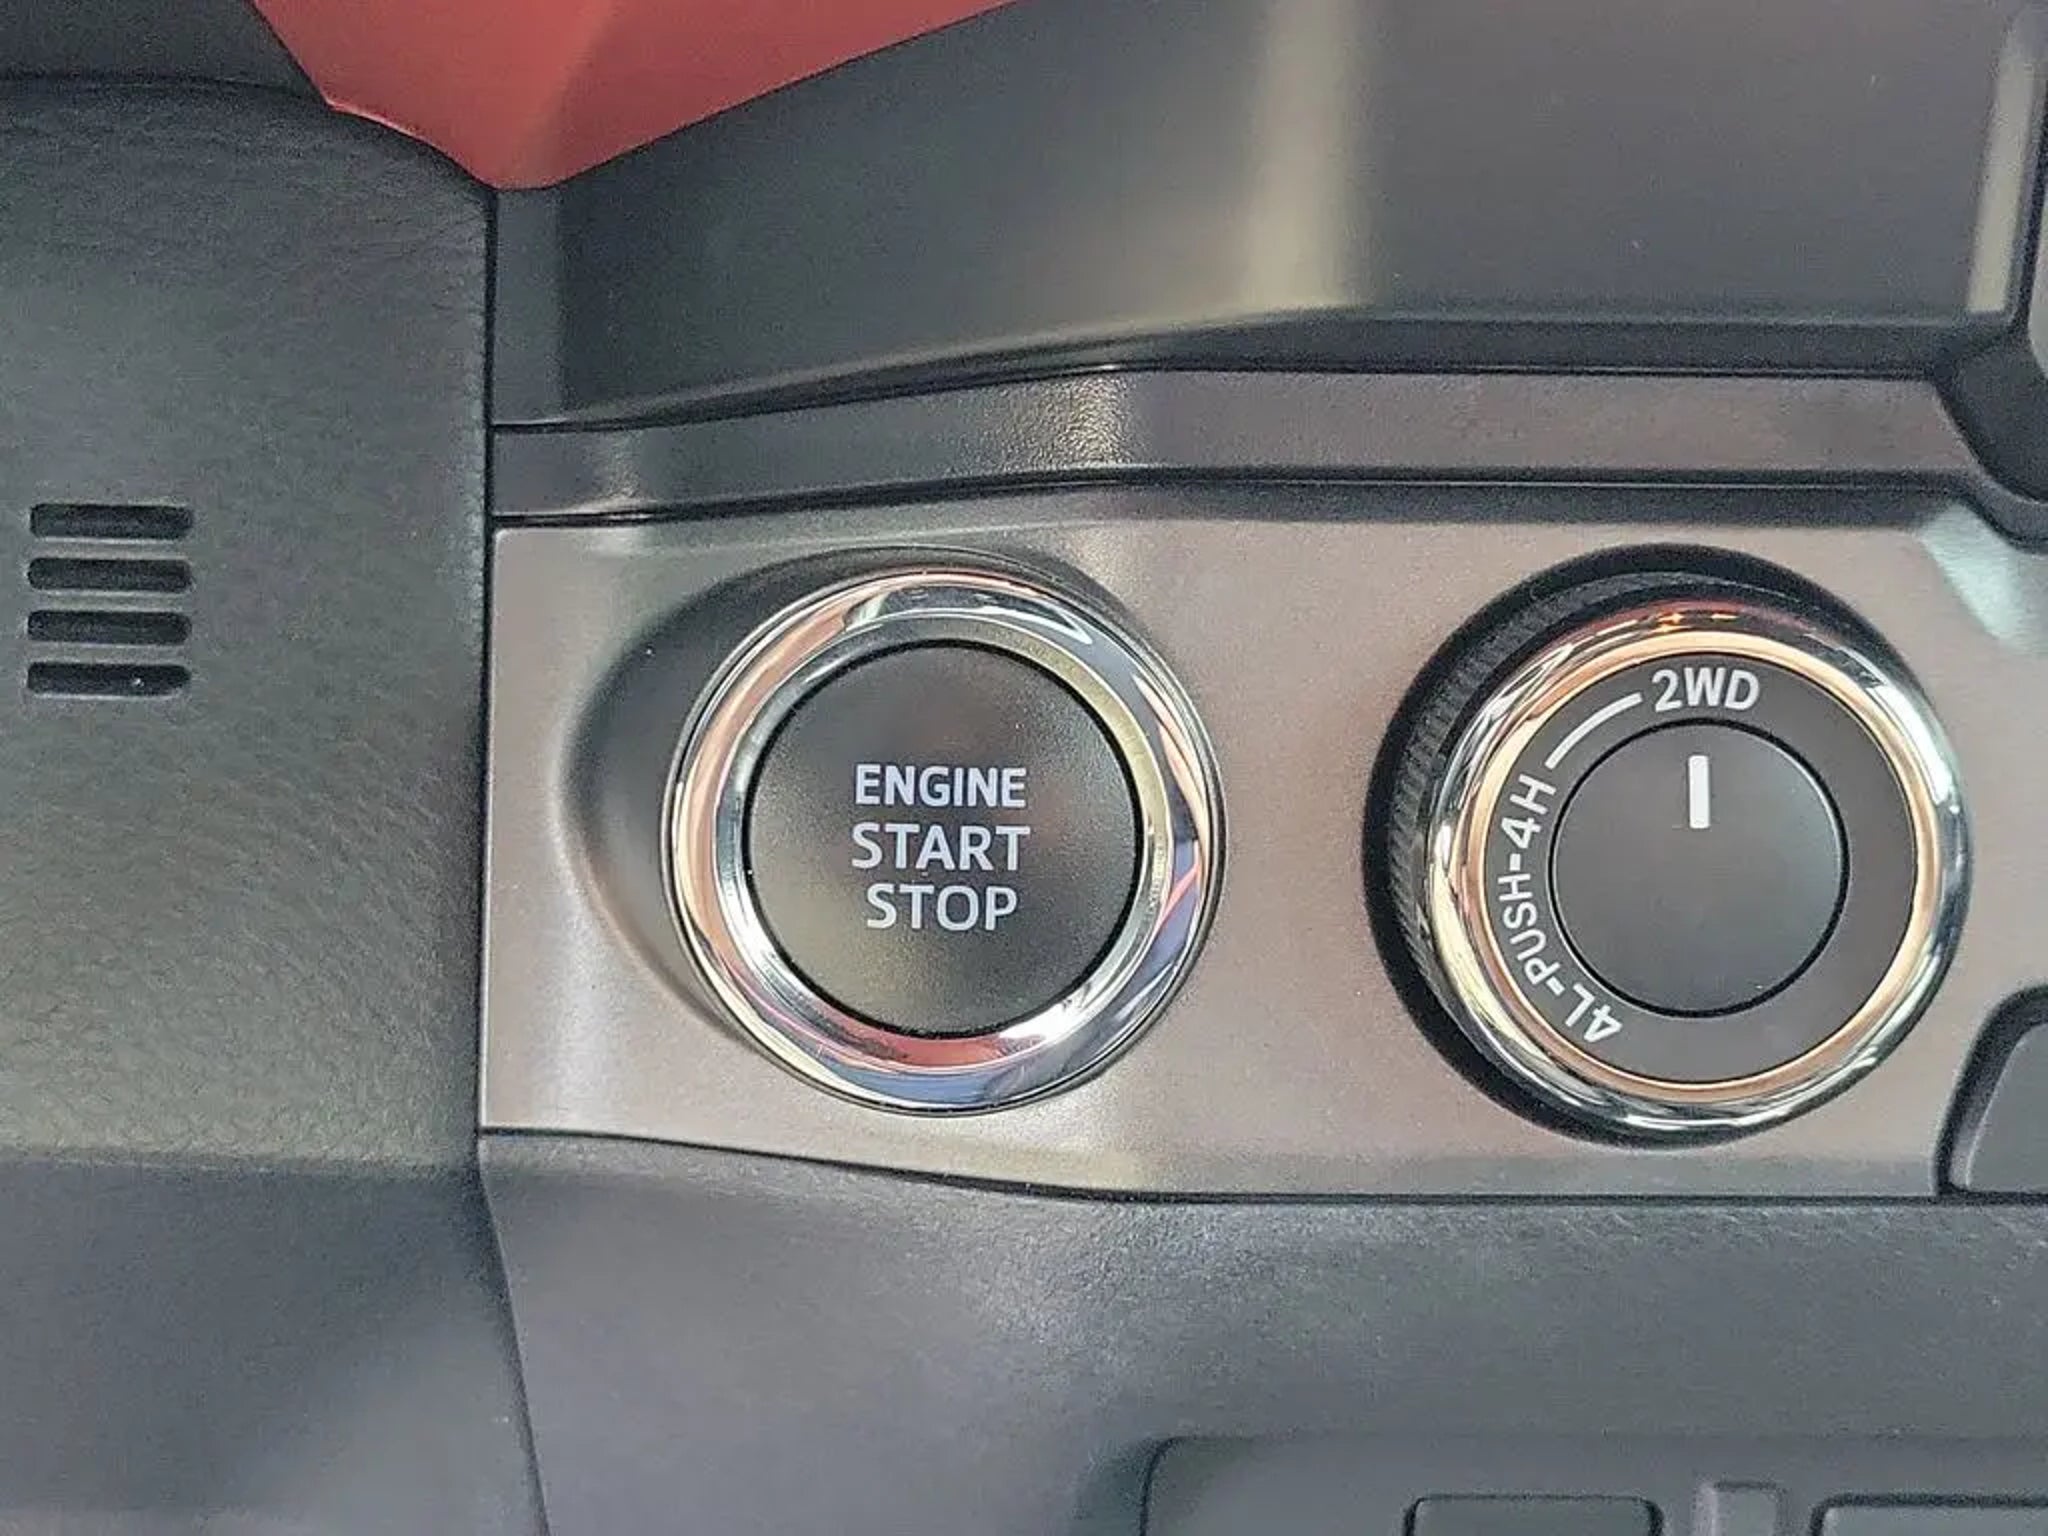 ENGINE
START
STOP
2WD
4L-PUSH-4H